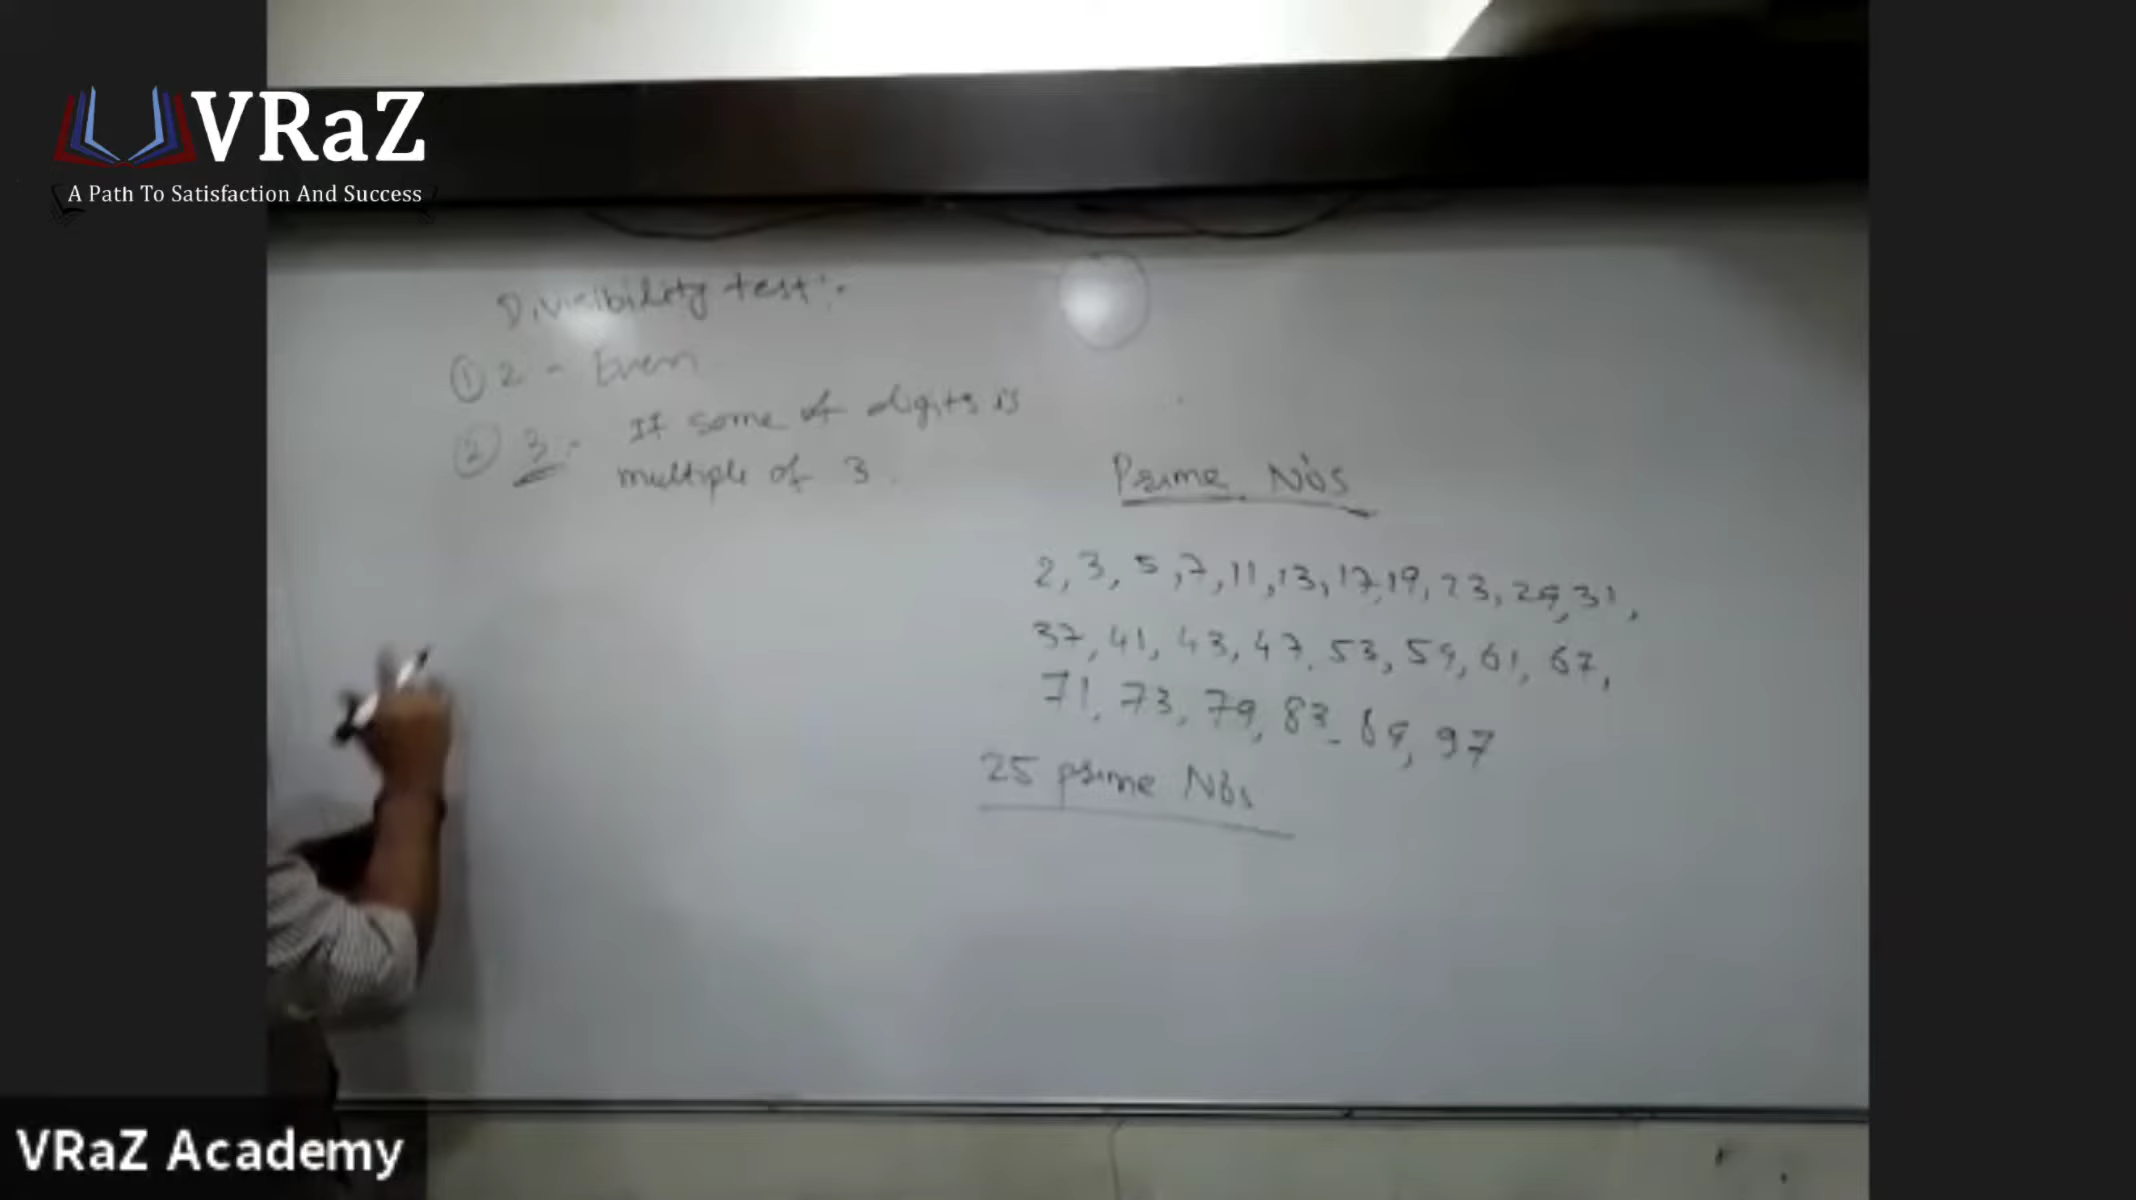 VRaZ
A Path To Satisfaction And Success
Divisibility test :-
① 2 - Even
② 3 :- If some of digits is
multiple of 3.
Prime No's
2, 3, 5, 7, 11, 13, 17, 19, 23, 29, 31,
37, 41, 43, 47, 53, 59, 61, 67,
71, 73, 79, 83, 89, 97
25 prime No's
VRaZ Academy